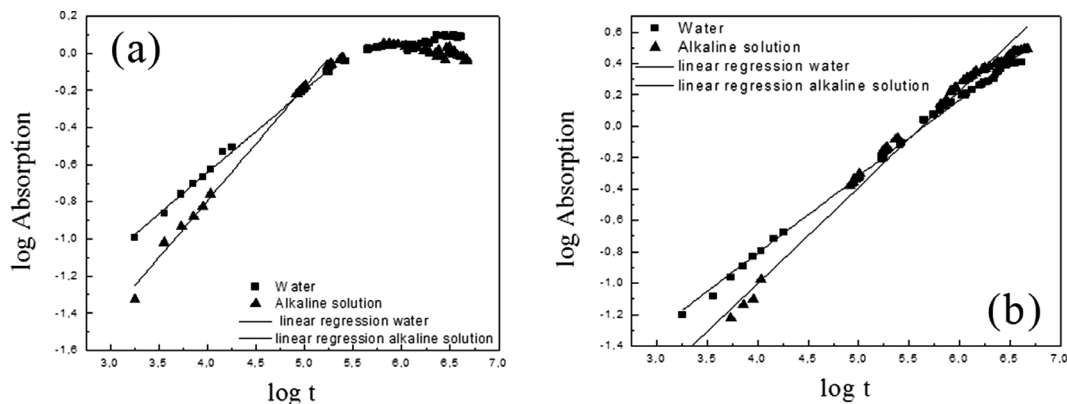 (a)
log Absorption
0,2
0,0
-0,2
-0,4
-0,6
-0,8
-1,0
-1,2
-1,4
-1,6
Water
Alkaline solution
linear regression water
linear regression alkaline solution
3,0 3,5 4,0 4,5 5,0 5,5 6,0 6,5 7,0
log t
log Absorption
0,6
0,4
0,2
0,0
-0,2
-0,4
-0,6
-0,8
-1,0
-1,2
-1,4
Water
Alkaline solution
linear regression water
linear regression alkaline solution
(b)
3,0 3,5 4,0 4,5 5,0 5,5 6,0 6,5 7,0
log t